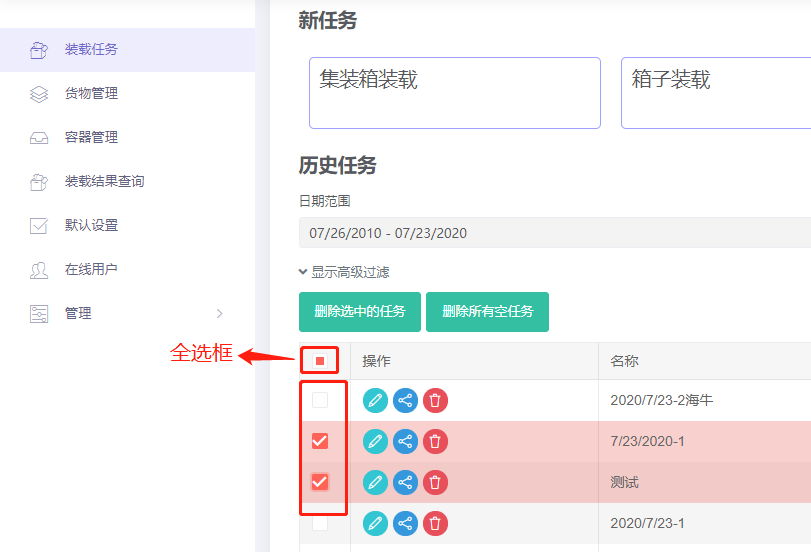 装载任务
货物管理
容器管理
装载结果查询
默认设置
在线用户
管理
新任务
集装箱装载
箱子装载
历史任务
日期范围
07/26/2010 - 07/23/2020
显示高级过滤
删除选中的任务
删除所有空任务
全选框
操作
名称
2020/7/23-2海牛
7/23/2020-1
测试
2020/7/23-1